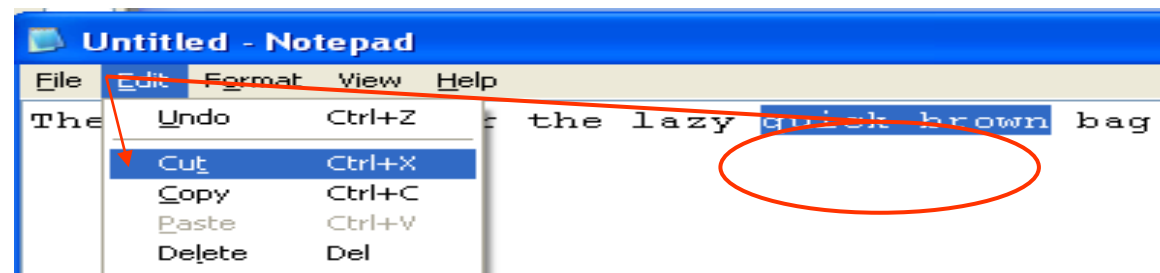 Untitled - Notepad
File Edit Format View Help
The the lazy quick brown bag
Undo Ctrl+Z
Cut Ctrl+X
Copy Ctrl+C
Paste Ctrl+V
Delete Del